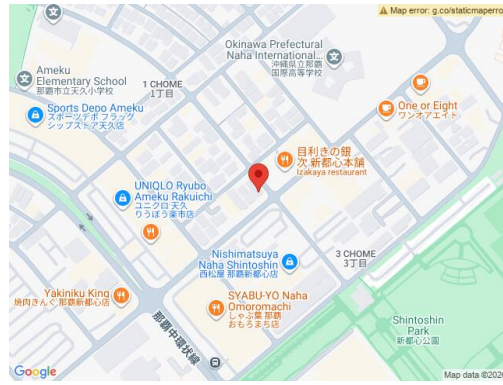 Map error: g.co/staticmaperro
Okinawa Prefectural
Naha International...
沖縄県立那覇
国際高等学校
Ameku
Elementary School
那覇市立天久小学校
1 CHOME
1丁目
Sports Depo Ameku
スポーツデポ フラッグ
シップストア天久店
One or Eight
ワンオアエイト
目利きの銀
次 新都心本舗
Izakaya restaurant
UNIQLO Ryubo
Ameku Rakuichi
ユニクロ 天久
りうぼう楽市店
Nishimatsuya
Naha Shintoshin
西松屋 那覇新都心店
3 CHOME
3丁目
Yakiniku King
焼肉きんぐ 那覇新都心店
SYABU-YO Naha
Omoromachi
しゃぶ葉 那覇
おもろまち店
那覇中環状線
Shintoshin
Park
新都心公園
Google
Map data ©202